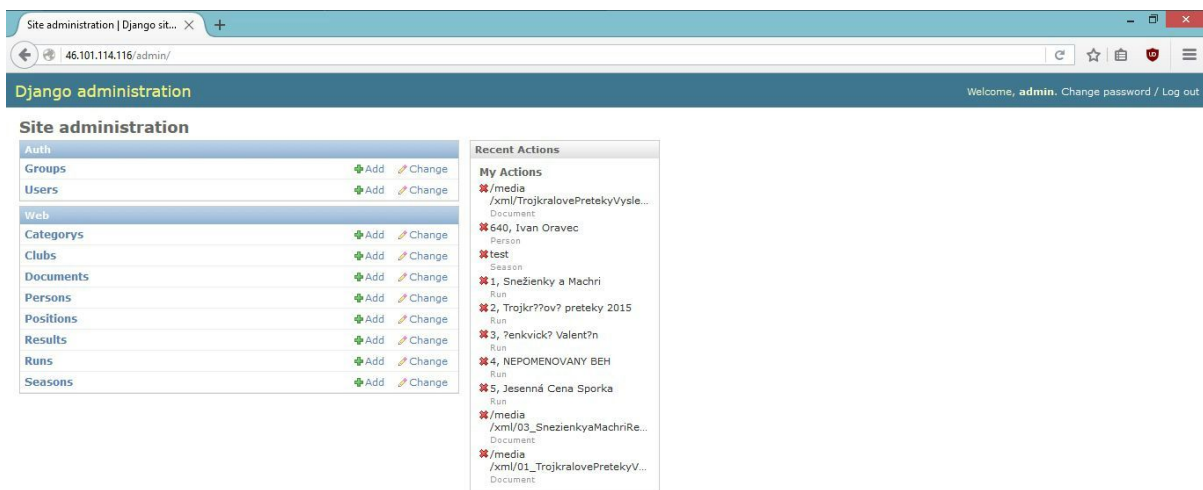 Site administration | Django sit...
46.101.114.116/admin/
Django administration
Welcome, admin. Change password / Log out
Site administration
Auth
Groups Add Change
Users Add Change
Web
Categorys Add Change
Clubs Add Change
Documents Add Change
Persons Add Change
Positions Add Change
Results Add Change
Runs Add Change
Seasons Add Change
Recent Actions
My Actions
/media
/xml/TrojkralovePretekyVysle...
Document
640, Ivan Oravec
Person
test
Season
1, Snežienky a Machri
Run
2, Trojkr??ov? preteky 2015
Run
3, ?enkvick? Valent?n
Run
4, NEPOMENOVANY BEH
Run
5, Jesenná Cena Sporka
Run
/media
/xml/03_SnezienkyaMachriRe...
Document
/media
/xml/01_TrojkralovePretekyV...
Document